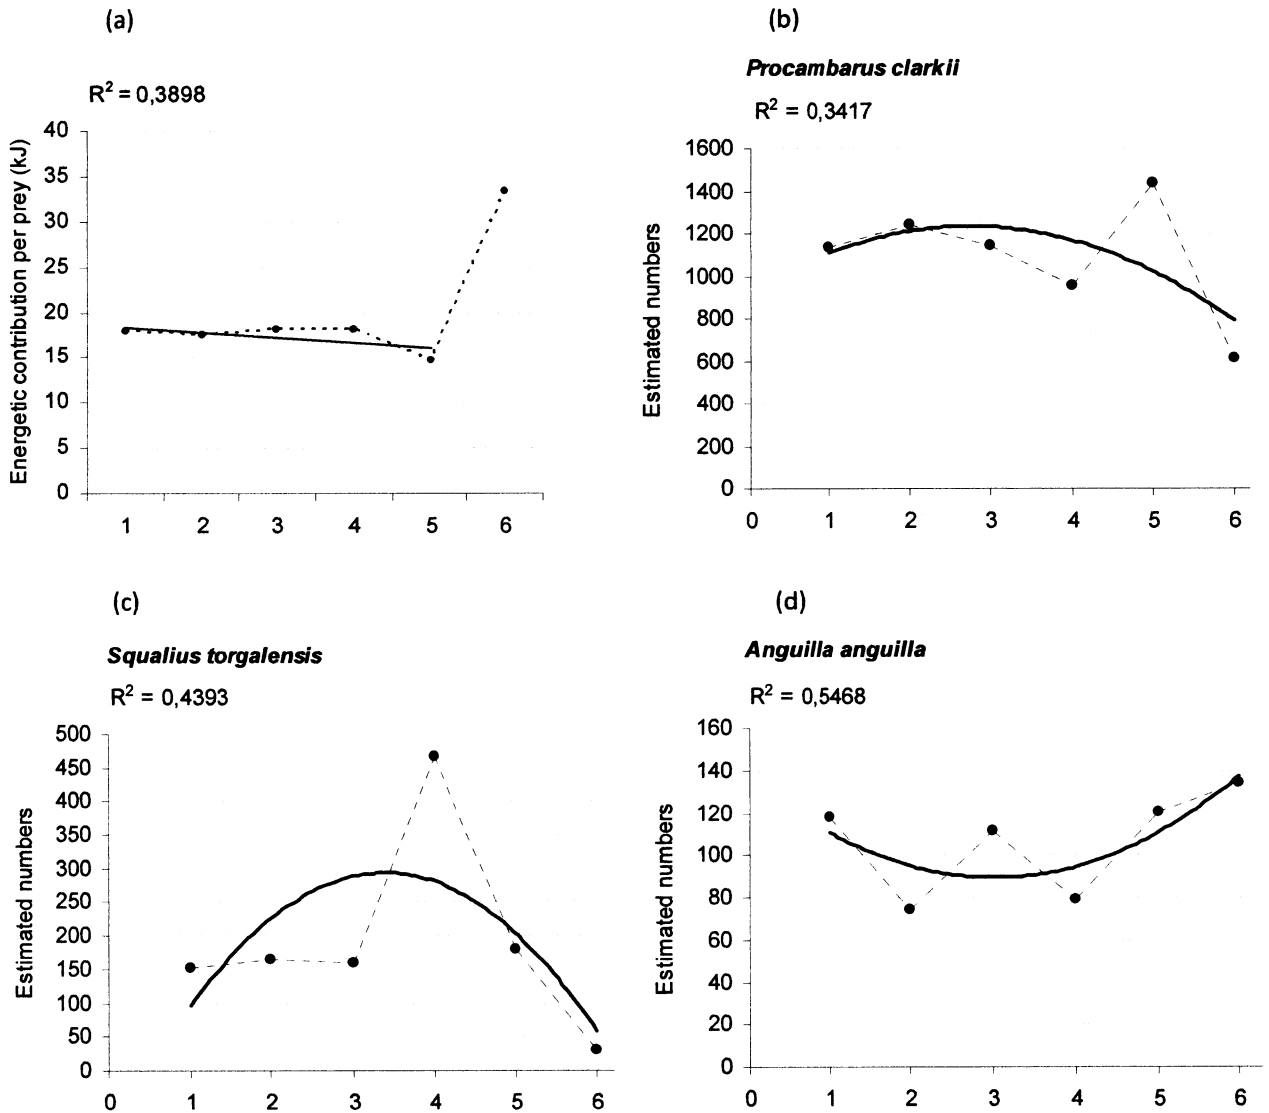 (a)
R² = 0,3898
Energetic contribution per prey (kJ)
40
35
30
25
20
15
10
5
0
1 2 3 4 5 6
(b)
Procambarus clarkii
R² = 0,3417
Estimated numbers
1600
1400
1200
1000
800
600
400
200
0
0 1 2 3 4 5 6
(c)
Squalius torgalensis
R² = 0,4393
Estimated numbers
500
450
400
350
300
250
200
150
100
50
0
0 1 2 3 4 5 6
(d)
Anguilla anguilla
R² = 0,5468
Estimated numbers
160
140
120
100
80
60
40
20
0
0 1 2 3 4 5 6